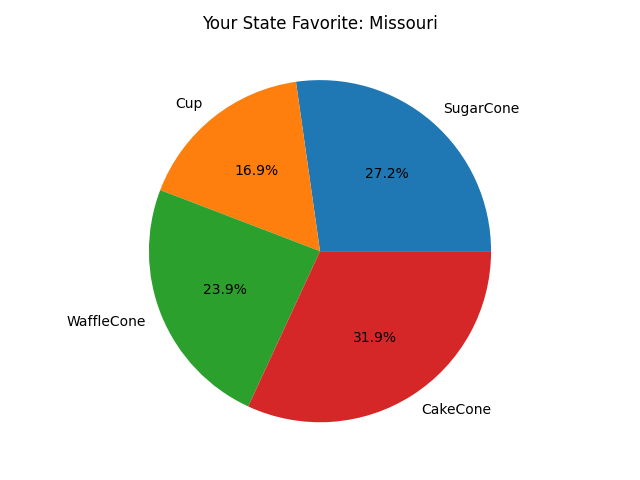 Your State Favorite: Missouri
Cup
SugarCone
16.9%
27.2%
23.9%
WaffleCone
31.9%
CakeCone